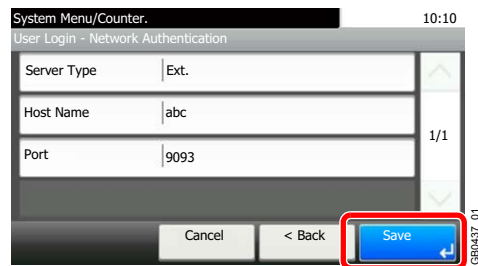 System Menu/Counter. 10:10
User Login - Network Authentication
Server Type Ext.
Host Name abc
1/1
Port 9093
Cancel < Back Save
GB0437_01